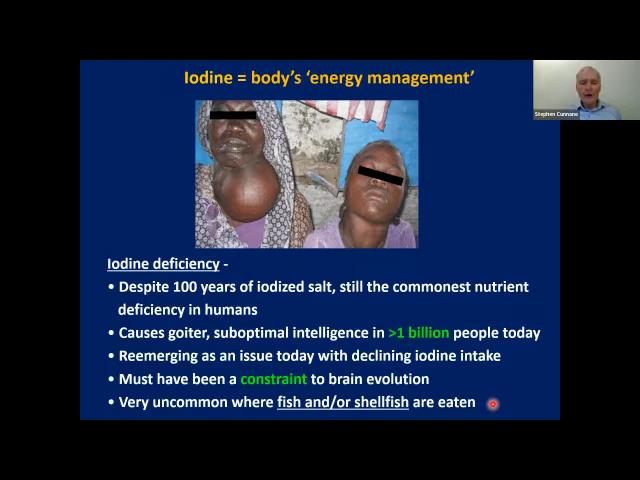 Iodine = body's 'energy management'
Stephen Cunnane
Iodine deficiency -
• Despite 100 years of iodized salt, still the commonest nutrient
deficiency in humans
• Causes goiter, suboptimal intelligence in >1 billion people today
• Reemerging as an issue today with declining iodine intake
• Must have been a constraint to brain evolution
• Very uncommon where fish and/or shellfish are eaten